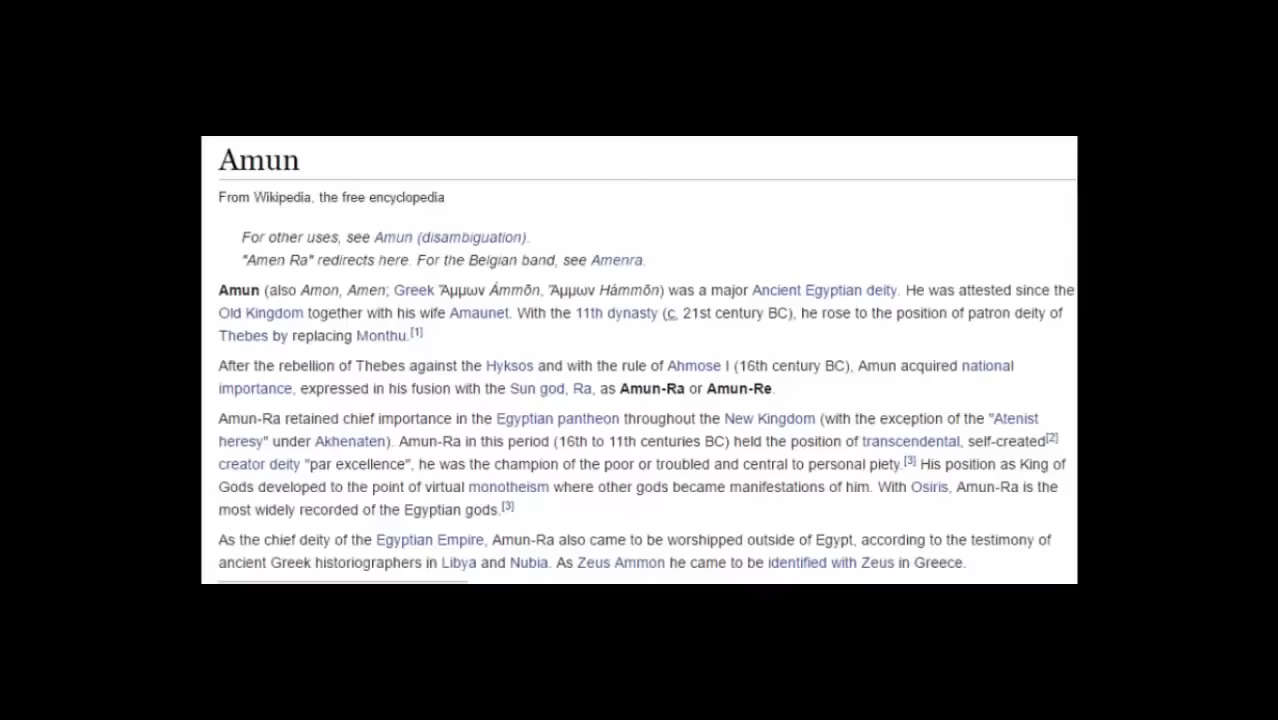 Amun
From Wikipedia, the free encyclopedia
For other uses, see Amun (disambiguation).
"Amen Ra" redirects here. For the Belgian band, see Amenra.
Amun (also Amon, Amen; Greek Ἄμμων Ámmōn, Ἅμμων Hámmōn) was a major Ancient Egyptian deity. He was attested since the
Old Kingdom together with his wife Amaunet. With the 11th dynasty (c. 21st century BC), he rose to the position of patron deity of
Thebes by replacing Monthu.[1]
After the rebellion of Thebes against the Hyksos and with the rule of Ahmose I (16th century BC), Amun acquired national
importance, expressed in his fusion with the Sun god, Ra, as Amun-Ra or Amun-Re.
Amun-Ra retained chief importance in the Egyptian pantheon throughout the New Kingdom (with the exception of the "Atenist
heresy" under Akhenaten). Amun-Ra in this period (16th to 11th centuries BC) held the position of transcendental, self-created[2]
creator deity "par excellence", he was the champion of the poor or troubled and central to personal piety.[3] His position as King of
Gods developed to the point of virtual monotheism where other gods became manifestations of him. With Osiris, Amun-Ra is the
most widely recorded of the Egyptian gods.[3]
As the chief deity of the Egyptian Empire, Amun-Ra also came to be worshipped outside of Egypt, according to the testimony of
ancient Greek historiographers in Libya and Nubia. As Zeus Ammon he came to be identified with Zeus in Greece.